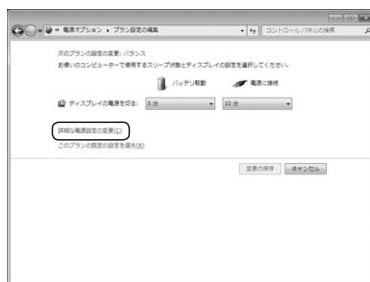 電源オプション ▸ プラン設定の編集
コントロール パネルの検索
次のプランの設定の変更: バランス
お使いのコンピューターで使用するスリープ状態とディスプレイの設定を選択してください。
バッテリ駆動 電源に接続
ディスプレイの電源を切る: 5 分 10 分
詳細な電源設定の変更(C)
このプランの既定の設定を復元(R)
変更の保存 キャンセル